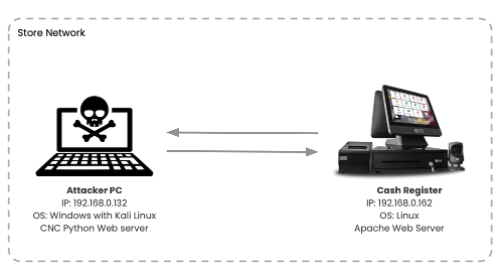 Store Network
Attacker PC
IP: 192.168.0.132
OS: Windows with Kali Linux
CNC Python Web server
Cash Register
IP: 192.168.0.162
OS: Linux
Apache Web Server